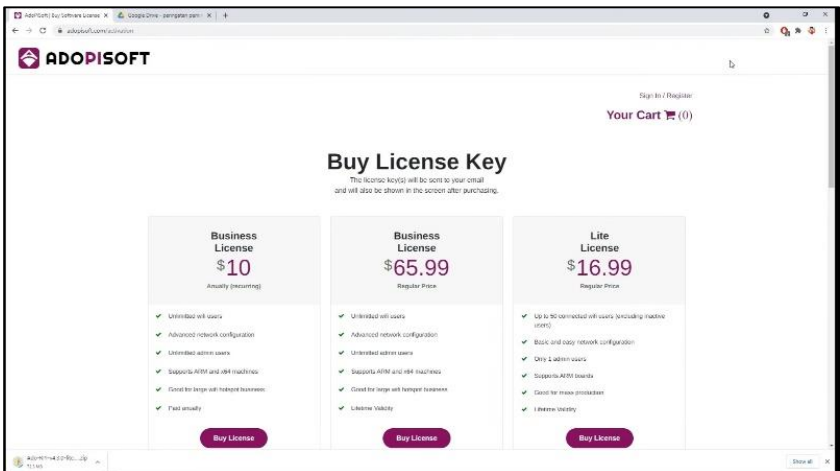 AdoPiSoft | Buy Software License
Google Drive -
adopisoft.com/activation
ADOPISOFT
Sign In / Register
Your Cart (0)
Buy License Key
The license key(s) will be sent to your email
and will also be shown in the screen after purchasing.
Business
License
$10
Anually (recurring)
Unlimitted wifi users
Advanced network configuration
Unlimitted admin users
Supports ARM and x64 machines
Good for large wifi hotspot business
Paid anually
Buy License
Business
License
$65.99
Regular Price
Unlimitted wifi users
Advanced network configuration
Unlimitted admin users
Supports ARM and x64 machines
Good for large wifi hotspot business
Lifetime Validity
Buy License
Lite
License
$16.99
Regular Price
Up to 50 connected wifi users (excluding inactive
users)
Basic and easy network configuration
Only 1 admin users
Supports ARM boards
Good for mass production
Lifetime Validity
Buy License
Show all